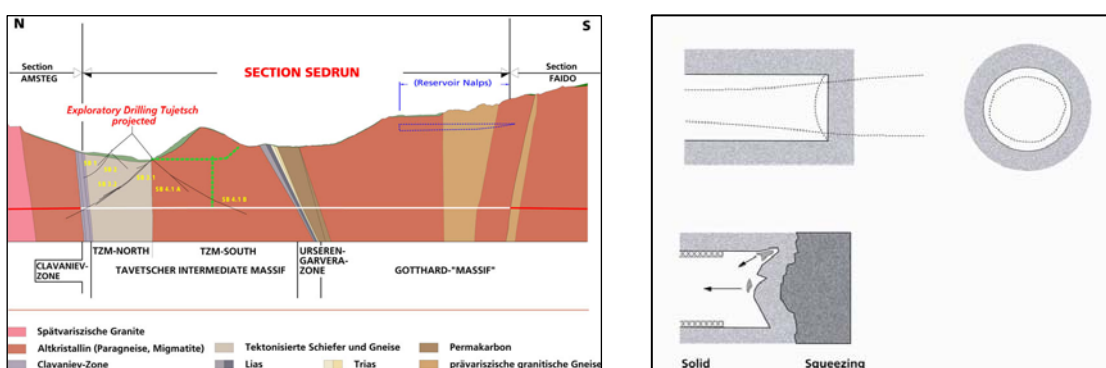 N
S
Section
AMSTEG
SECTION SEDRUN
Section
FAIDO
(Reservoir Nalps)
Exploratory Drilling Tujetsch
projected
SB 4.1 A
SB 4.1 B
TZM-NORTH
TZM-SOUTH
URSEREN-
GARVERA-
ZONE
CLAVANIEV-
ZONE
TAVETSCHER INTERMEDIATE MASSIF
GOTTHARD-"MASSIF"
Spätvariszische Granite
Altkristallin (Paragneise, Migmatite)
Tektonisierte Schiefer und Gneise
Permakarbon
Clavaniev-Zone
Lias
Trias
prävariszische granitische Gneise
Solid
Squeezing